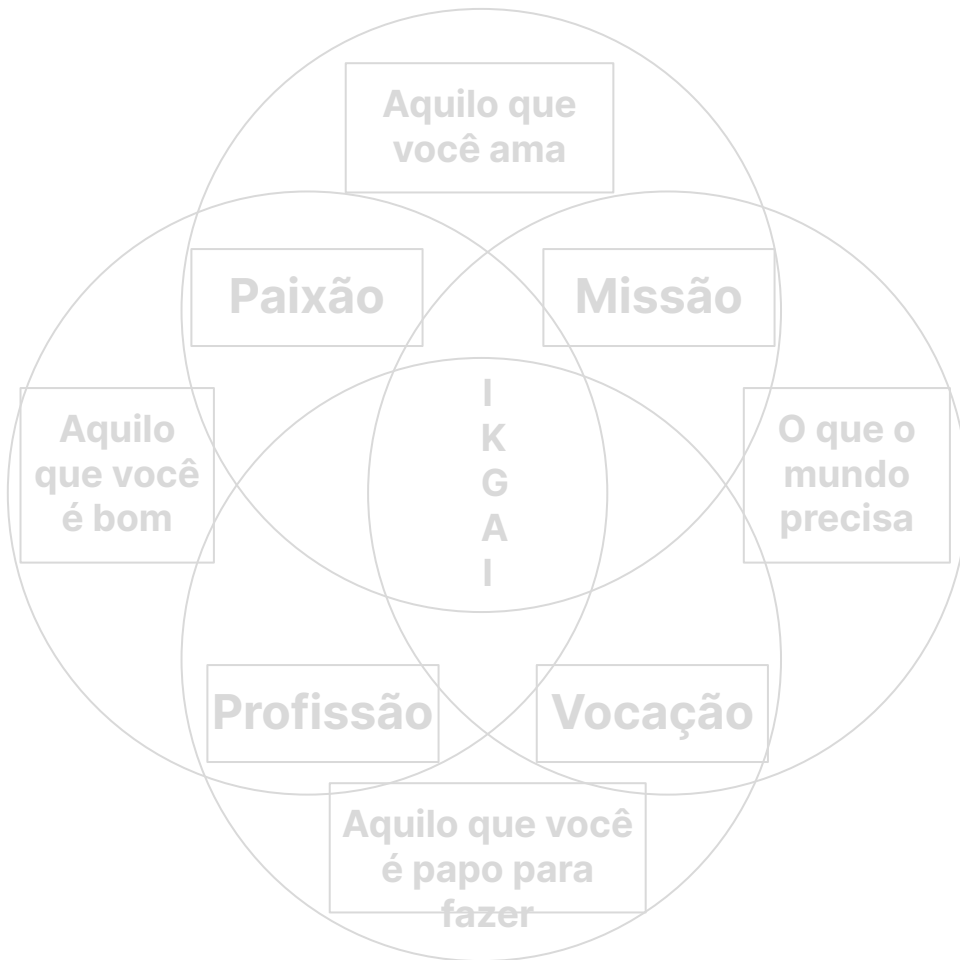 Aquilo que
você ama
Paixão
Missão
Aquilo
que você
é bom
I
K
G
A
I
O que o
mundo
precisa
Profissão
Vocação
Aquilo que você
é papo para
fazer